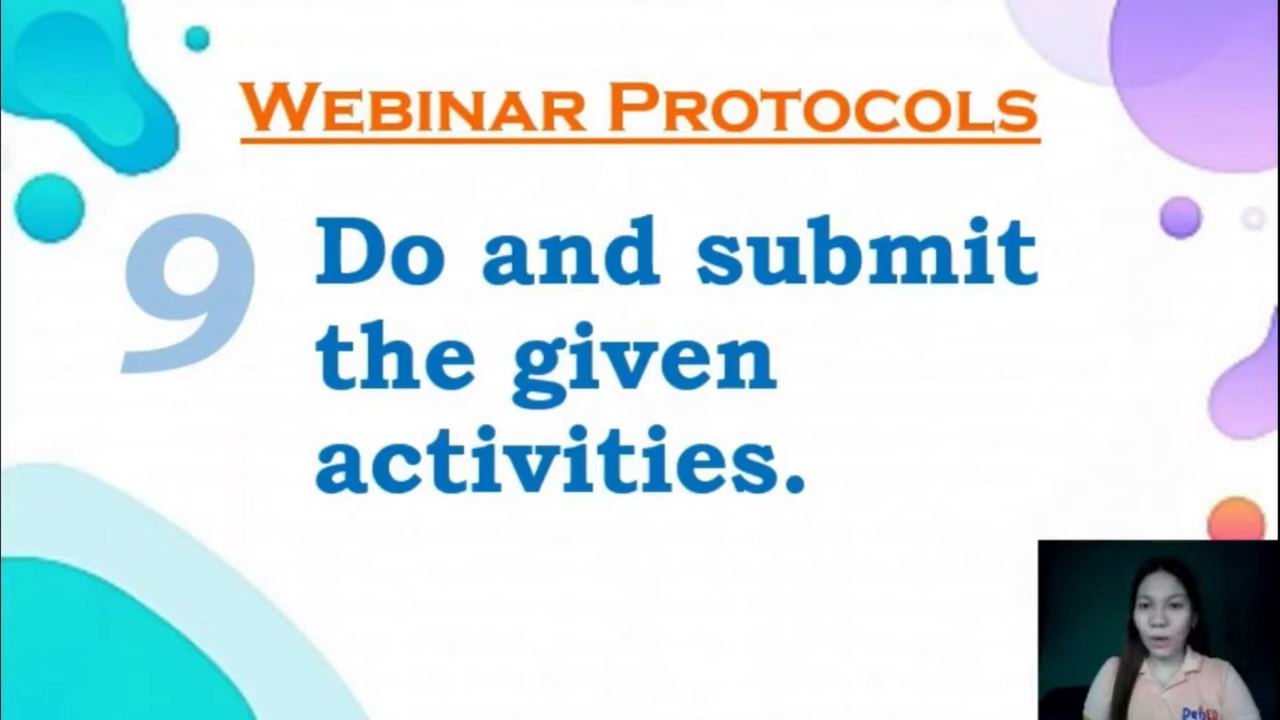 WEBINAR PROTOCOLS
9
Do and submit
the given
activities.